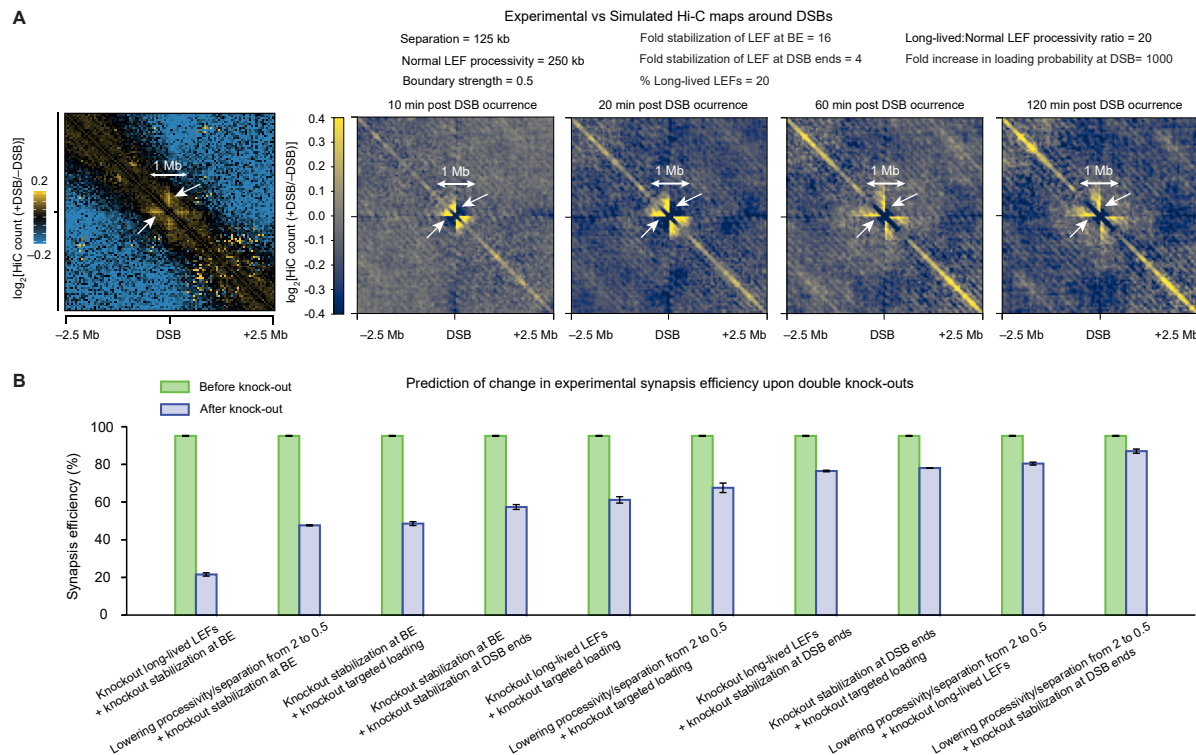 A
Experimental vs Simulated Hi-C maps around DSBs
Separation = 125 kb
Fold stabilization of LEF at BE = 16
Long-lived:Normal LEF processivity ratio = 20
Normal LEF processivity = 250 kb
Fold stabilization of LEF at DSB ends = 4
Fold increase in loading probability at DSB= 1000
Boundary strength = 0.5
% Long-lived LEFs = 20
10 min post DSB ocurrence
20 min post DSB ocurrence
60 min post DSB ocurrence
120 min post DSB ocurrence
log2[HiC count (+DSB/–DSB)]
0.2
–0.2
1 Mb
–2.5 Mb
DSB
+2.5 Mb
log2[HiC count (+DSB/–DSB)]
0.4
0.3
0.2
0.1
0.0
-0.1
-0.2
-0.3
-0.4
1 Mb
1 Mb
1 Mb
1 Mb
–2.5 Mb
DSB
+2.5 Mb
–2.5 Mb
DSB
+2.5 Mb
–2.5 Mb
DSB
+2.5 Mb
–2.5 Mb
DSB
+2.5 Mb
B
Prediction of change in experimental synapsis efficiency upon double knock-outs
Before knock-out
After knock-out
Synapsis efficiency (%)
100
80
60
40
20
0
Knockout long-lived LEFs
+ knockout stabilization at BE
Lowering processivity/separation from 2 to 0.5
+ knockout stabilization at BE
Knockout stabilization at BE
+ knockout targeted loading
Knockout stabilization at BE
+ knockout stabilization at DSB ends
Knockout long-lived LEFs
+ knockout targeted loading
Lowering processivity/separation from 2 to 0.5
+ knockout targeted loading
Knockout long-lived LEFs
+ knockout stabilization at DSB ends
Knockout stabilization at DSB ends
+ knockout targeted loading
Lowering processivity/separation from 2 to 0.5
+ knockout long-lived LEFs
Lowering processivity/separation from 2 to 0.5
+ knockout stabilization at DSB ends